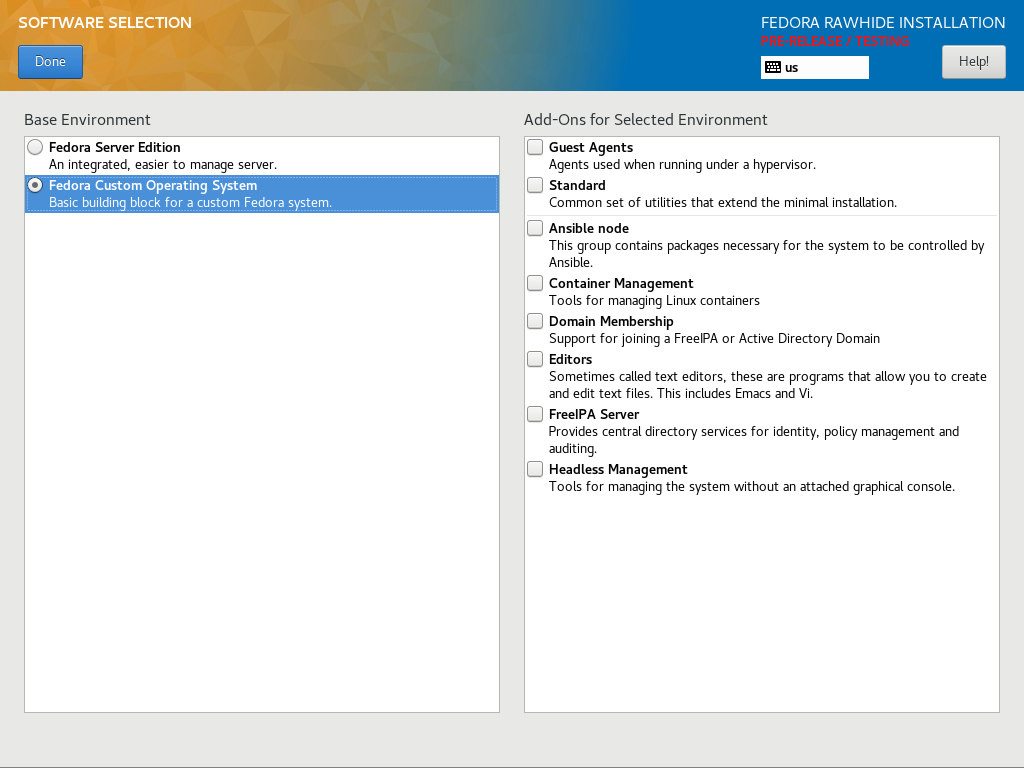 SOFTWARE SELECTION
FEDORA RAWHIDE INSTALLATION
PRE-RELEASE / TESTING
Done
us
Help!
Base Environment
Fedora Server Edition
An integrated, easier to manage server.
Fedora Custom Operating System
Basic building block for a custom Fedora system.
Add-Ons for Selected Environment
Guest Agents
Agents used when running under a hypervisor.
Standard
Common set of utilities that extend the minimal installation.
Ansible node
This group contains packages necessary for the system to be controlled by
Ansible.
Container Management
Tools for managing Linux containers
Domain Membership
Support for joining a FreeIPA or Active Directory Domain
Editors
Sometimes called text editors, these are programs that allow you to create
and edit text files. This includes Emacs and Vi.
FreeIPA Server
Provides central directory services for identity, policy management and
auditing.
Headless Management
Tools for managing the system without an attached graphical console.